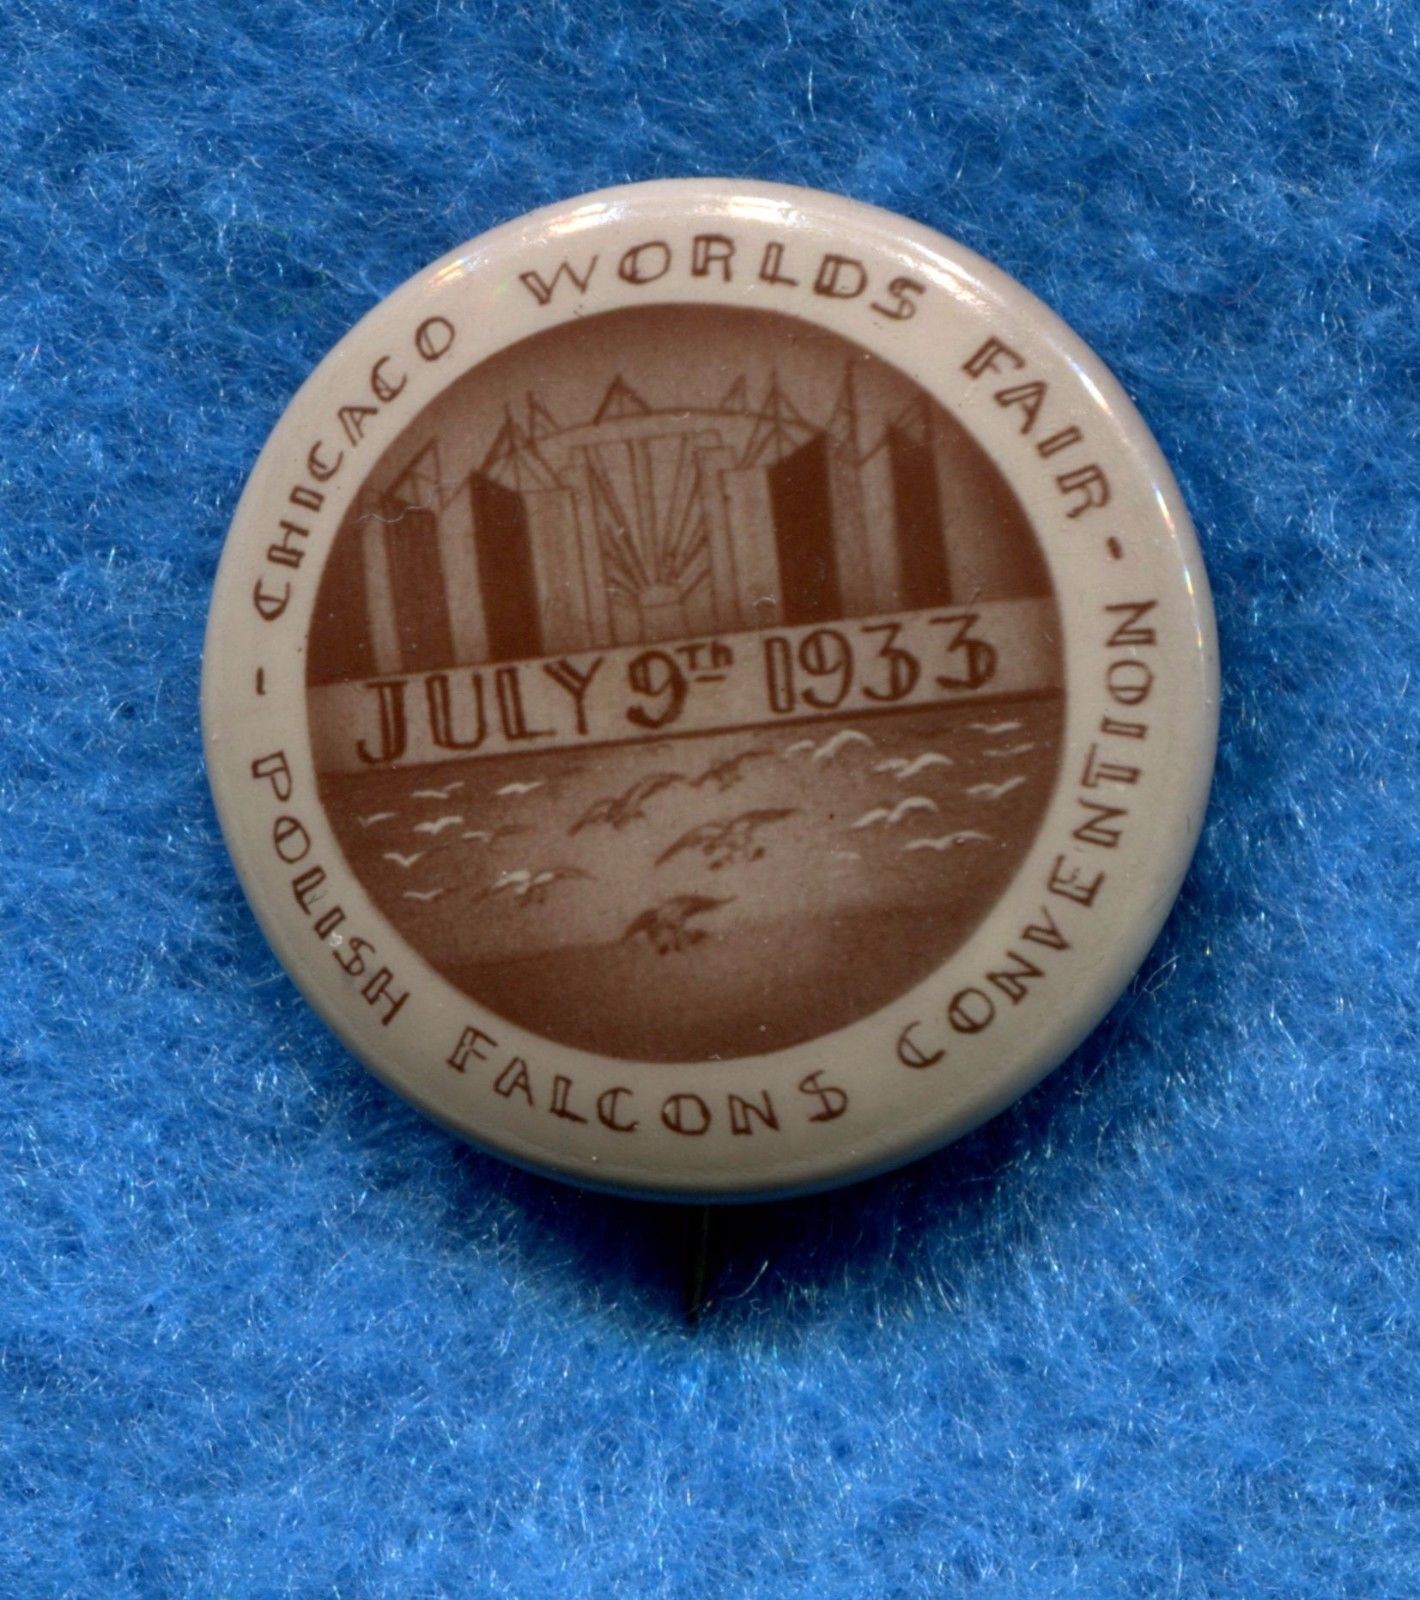 CHICAGO WORLDS FAIR -
JULY 9TH 1933
POLISH FALCONS CONVENTION -